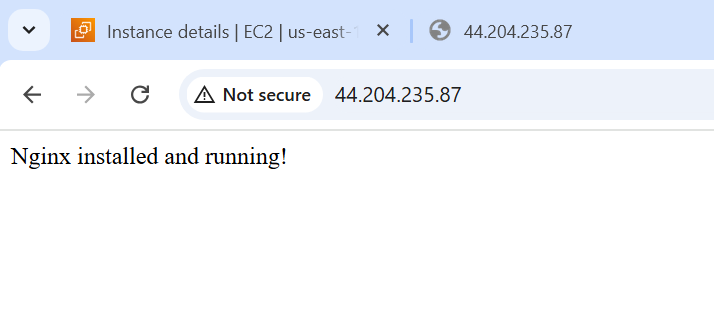 Instance details | EC2 | us-east-1
44.204.235.87
Not secure
44.204.235.87
Nginx installed and running!